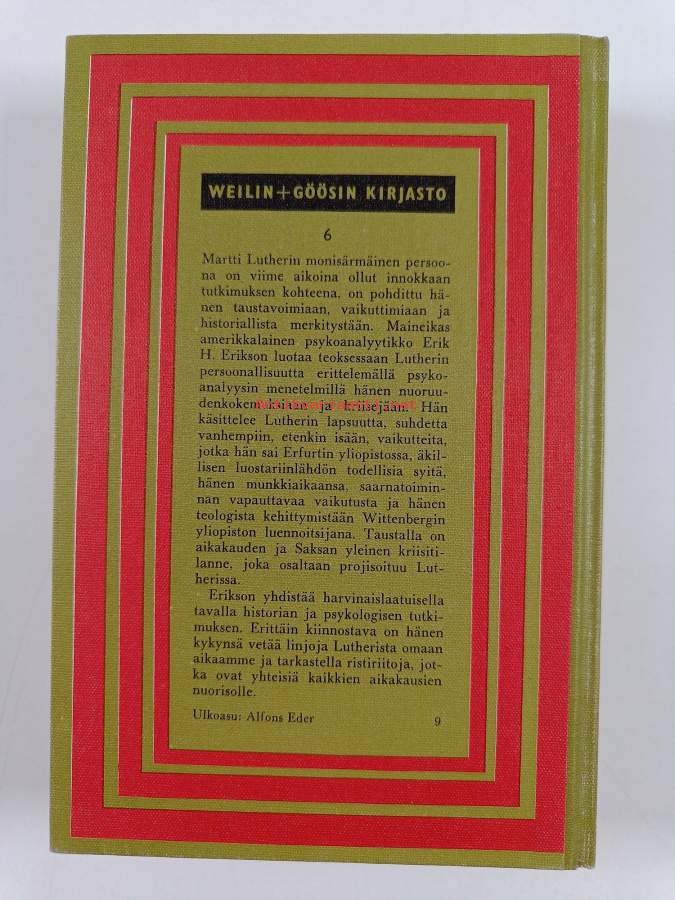 WEILIN+GÖÖSIN KIRJASTO
6
Martti Lutherin monisärmäinen persoo-
na on viime aikoina ollut innokkaan
tutkimuksen kohteena, on pohdittu hä-
nen taustavoimiaan, vaikuttimiaan ja
historiallista merkitystään. Maineikas
amerikkalainen psykoanalyytikko Erik
H. Erikson luotaa teoksessaan Lutherin
persoonallisuutta erittelemällä psyko-
analyysin menetelmillä hänen nuoruu-
denkokemuksiaan ja kriisejään. Hän
käsittelee Lutherin lapsuutta, suhdetta
vanhempiin, etenkin isään, vaikutteita,
jotka hän sai Erfurtin yliopistossa, äkil-
lisen luostariinlähdön todellisia syitä,
hänen munkkiaikaansa, saarnatoimin-
nan vapauttavaa vaikutusta ja hänen
teologista kehittymistään Wittenbergin
yliopiston luennoitsijana. Taustalla on
aikakauden ja Saksan yleinen kriisiti-
lanne, joka osaltaan projisoituu Lut-
herissa.
Erikson yhdistää harvinaislaatuisella
tavalla historian ja psykologisen tutki-
muksen. Erittäin kiinnostava on hänen
kykynsä vetää linjoja Lutherista omaan
aikaamme ja tarkastella ristiriitoja, jot-
ka ovat yhteisiä kaikkien aikakausien
nuorisolle.
Ulkoasu: Alfons Eder 9